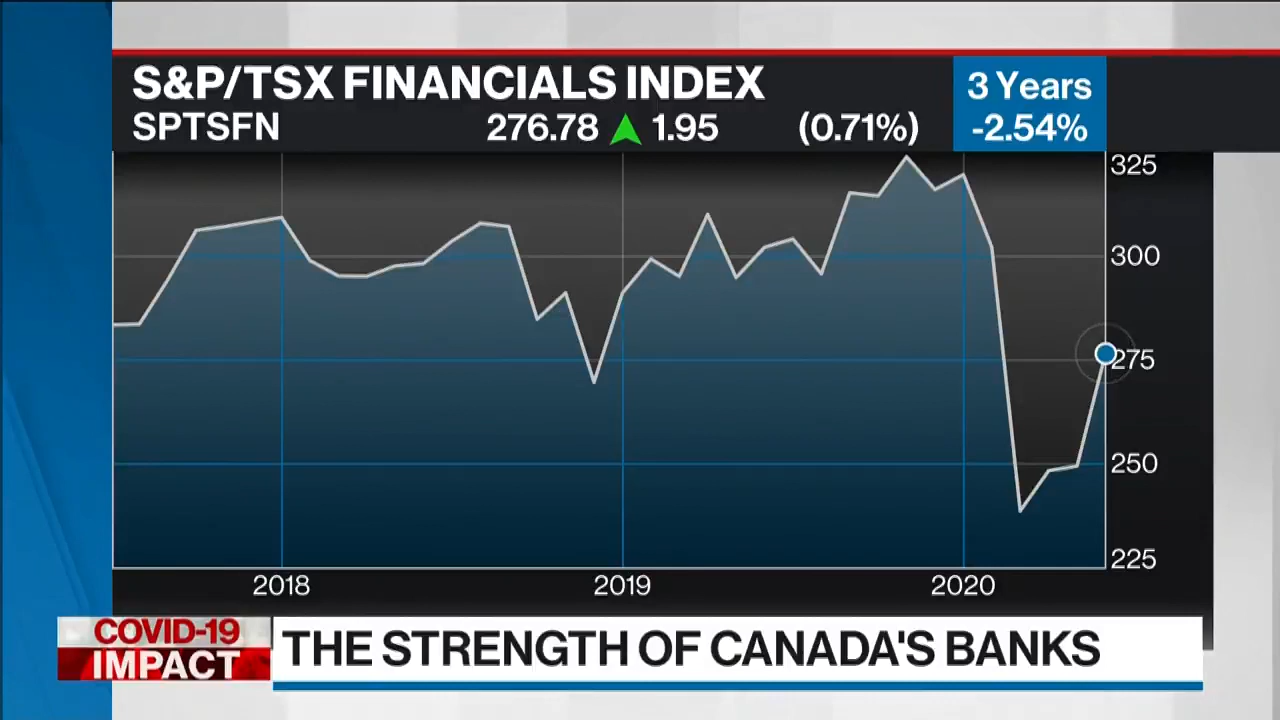 S&P/TSX FINANCIALS INDEX
SPTSFN 276.78 1.95 (0.71%)
3 Years
-2.54%
325
300
275
250
225
2018 2019 2020
COVID-19
IMPACT
THE STRENGTH OF CANADA'S BANKS